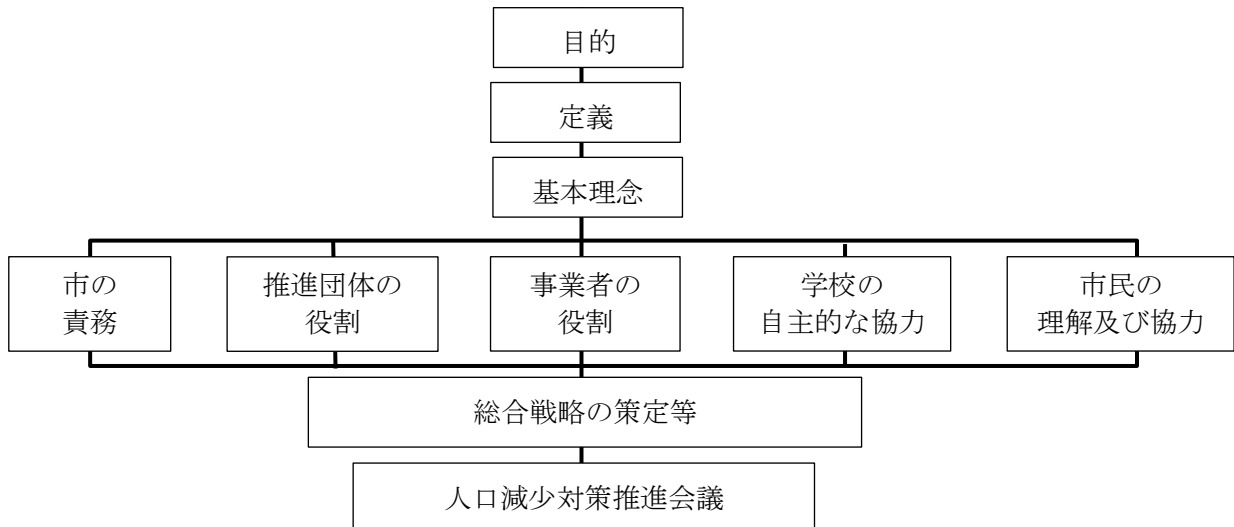 目的
定義
基本理念
市の
責務
推進団体の
役割
事業者の
役割
学校の
自主的な協力
市民の
理解及び協力
総合戦略の策定等
人口減少対策推進会議